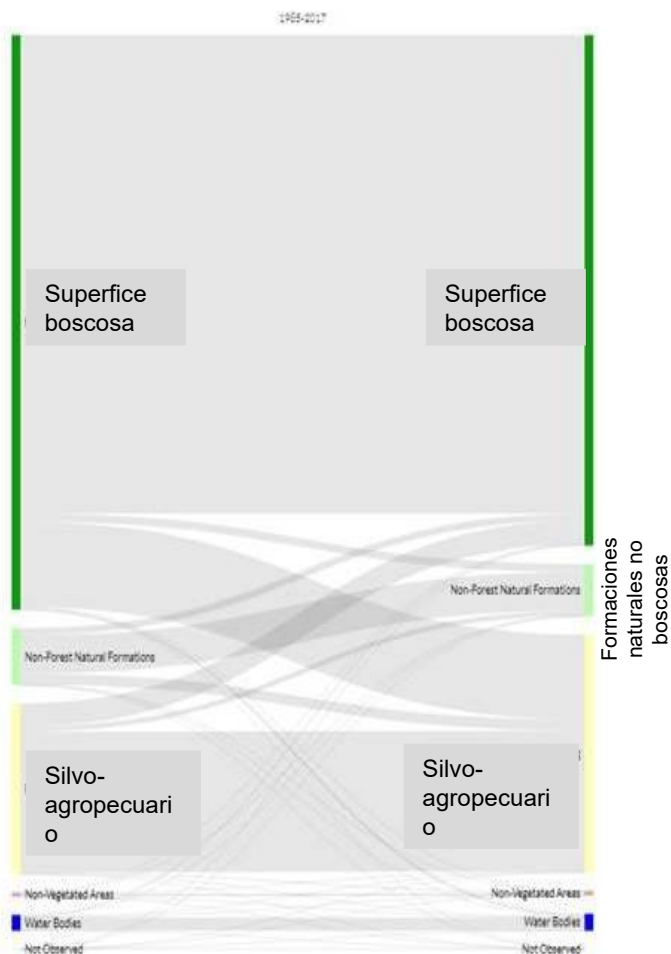 1985-2017
Superfice
boscosa
Superfice
boscosa
Non-Forest Natural Formations
Formaciones
naturales no
boscosas
Non-Forest Natural Formations
Silvo-
agropecuari
o
Silvo-
agropecuari
o
Non-Vegetated Areas
Non-Vegetated Areas
Water Bodies
Water Bodies
Not Observed
Not Observed